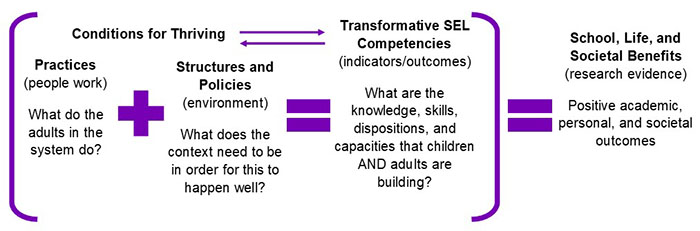 Conditions for Thriving
Practices
(people work)
What do the
adults in the
system do?
Structures and
Policies
(environment)
What does the
context need to be
in order for this to
happen well?
Transformative SEL
Competencies
(indicators/outcomes)
What are the
knowledge, skills,
dispositions, and
capacities that children
AND adults are
building?
School, Life, and
Societal Benefits
(research evidence)
Positive academic,
personal, and societal
outcomes